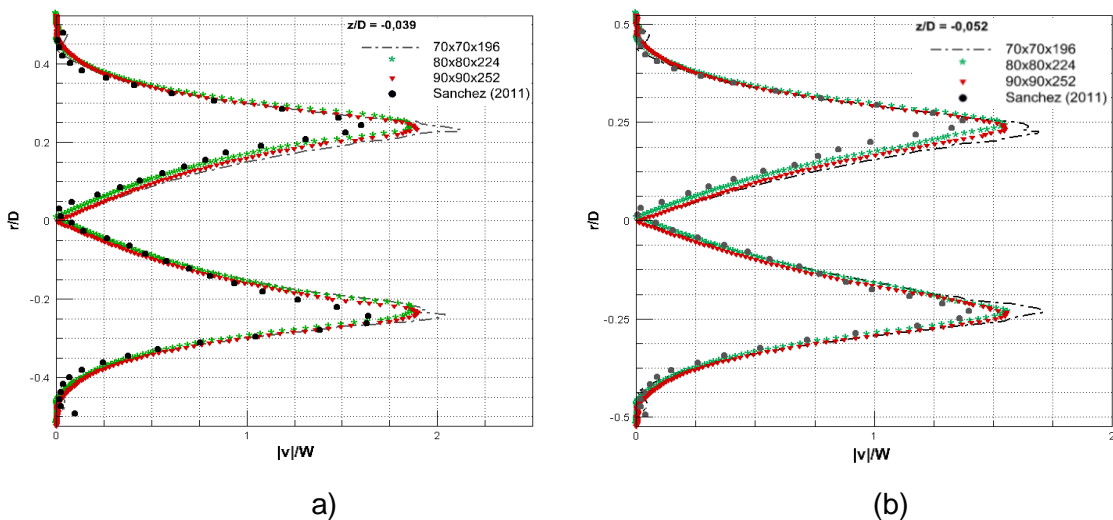 z/D = -0,039
70x70x196
80x80x224
90x90x252
Sanchez (2011)
0.4
0.2
0
-0.2
-0.4
r/D
0
1
2
|v|/W
a)
z/D = -0,052
70x70x196
80x80x224
90x90x252
Sanchez (2011)
0.5
0.25
0
-0.25
-0.5
r/D
0
1
2
|v|/W
(b)